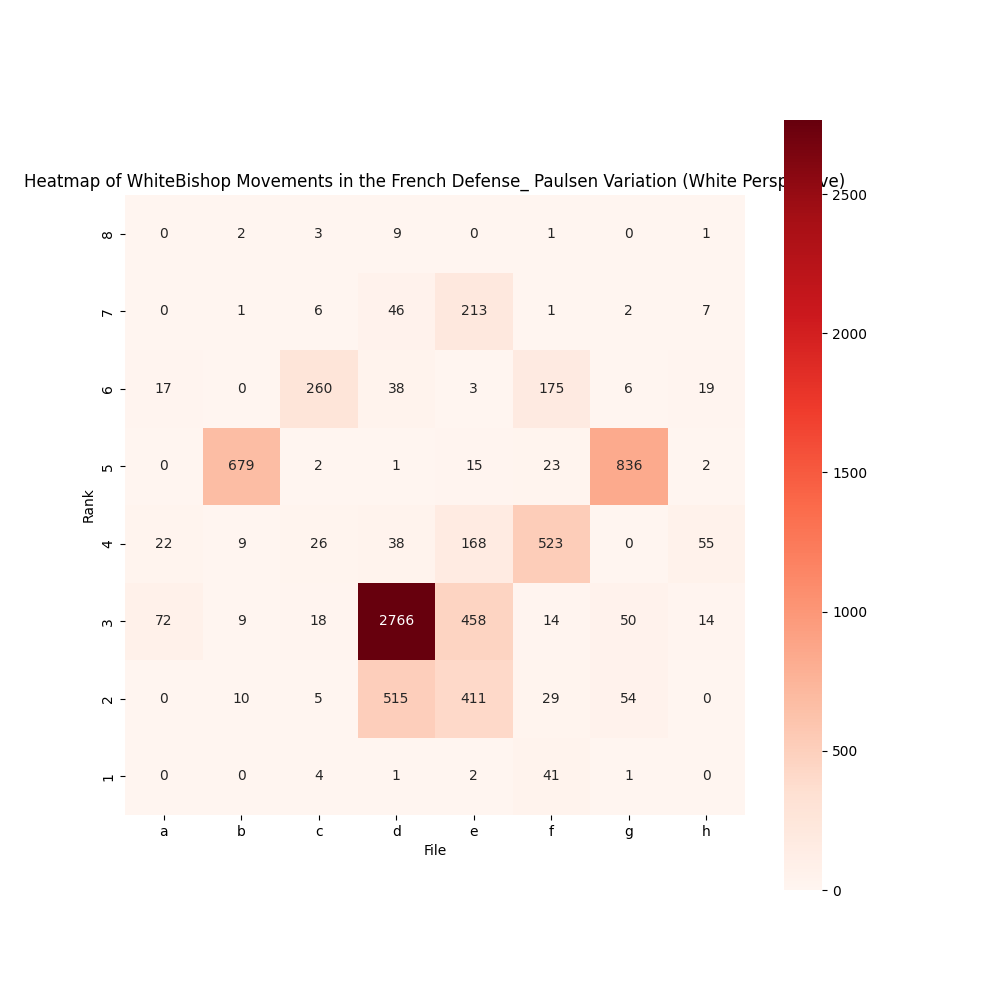 Heatmap of WhiteBishop Movements in the French Defense_ Paulsen Variation (White Perspective)
2500
8 0 2 3 9 0 1 0 1
7 0 1 6 46 213 1 2 7
2000
6 17 0 260 38 3 175 6 19
1500
5 0 679 2 1 15 23 836 2
Rank
4 22 9 26 38 168 523 0 55
1000
3 72 9 18 2766 458 14 50 14
2 0 10 5 515 411 29 54 0
500
1 0 0 4 1 2 41 1 0
a b c d e f g h
File
0